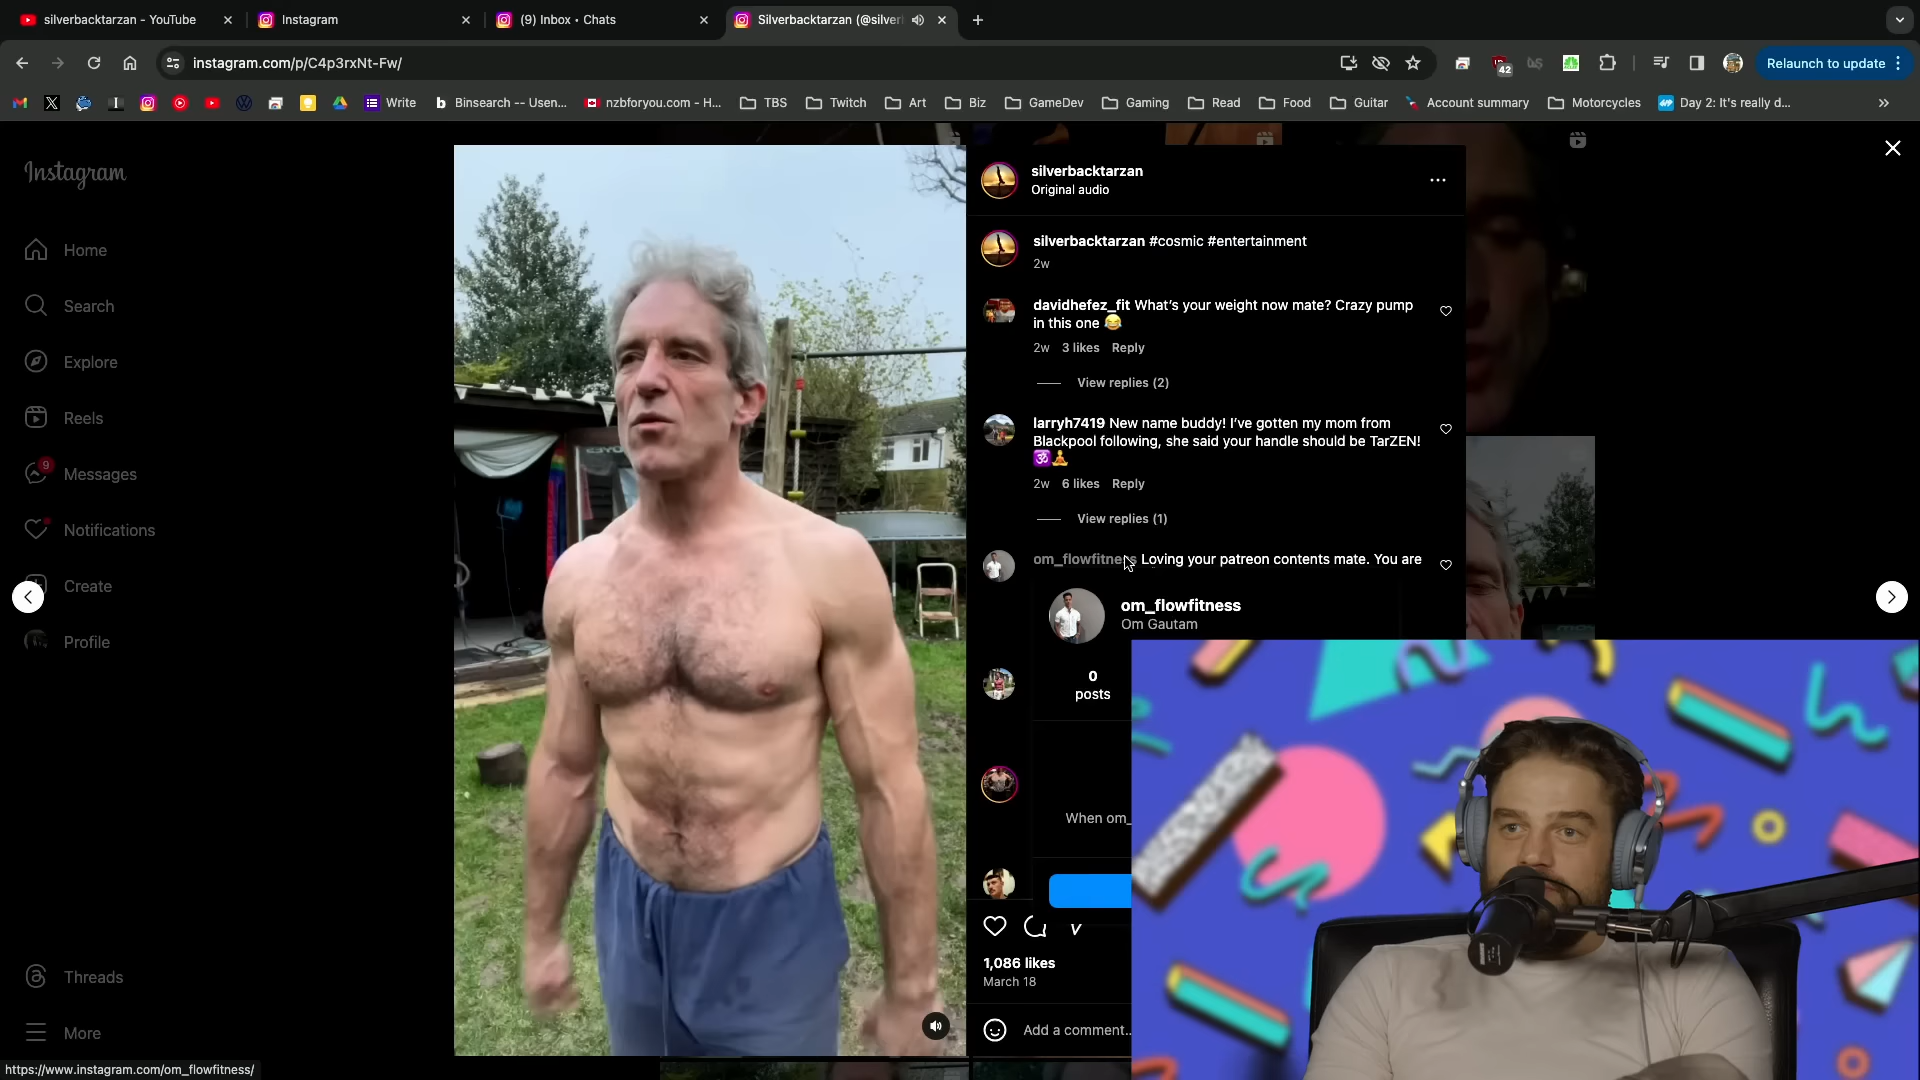 silverbacktarzan - YouTube
Instagram
(9) Inbox • Chats
Silverbacktarzan (@silver
instagram.com/p/C4p3rxNt-Fw/
42
Relaunch to update
Write
Binsearch -- Usen...
nzbforyou.com - H...
TBS
Twitch
Art
Biz
GameDev
Gaming
Read
Food
Guitar
Account summary
Motorcycles
Day 2: It's really d...
Instagram
Home
Search
Explore
Reels
9
Messages
Notifications
Create
Profile
Threads
More
silverbacktarzan
Original audio
silverbacktarzan #cosmic #entertainment
2w
davidhefez_fit What's your weight now mate? Crazy pump
in this one 😂
2w 3 likes Reply
View replies (2)
larryh7419 New name buddy! I've gotten my mom from
Blackpool following, she said your handle should be TarZEN!
🕉🧘
2w 6 likes Reply
View replies (1)
om_flowfitness Loving your patreon contents mate. You are
om_flowfitness
Om Gautam
0
posts
When om_
1,086 likes
March 18
Add a comment...
https://www.instagram.com/om_flowfitness/